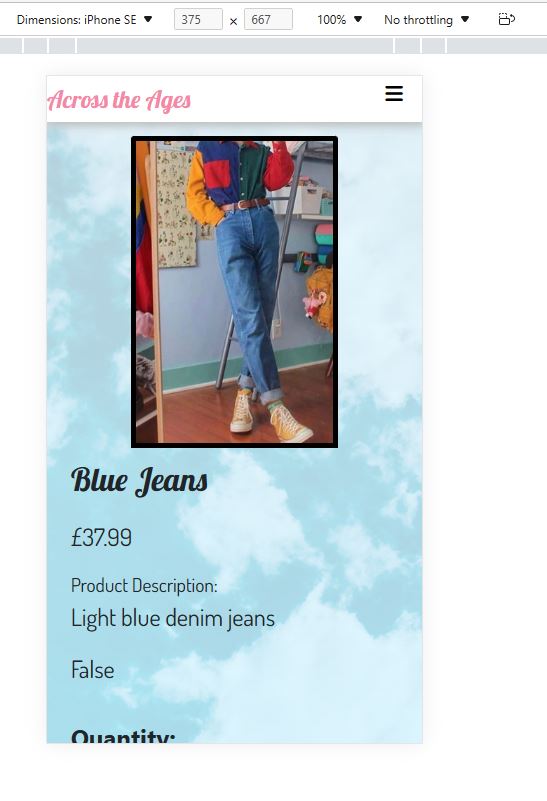 Dimensions: iPhone SE ▼ 375 × 667 100% ▼ No throttling ▼
Across the Ages
Blue Jeans
£37.99
Product Description:
Light blue denim jeans
False
Quantity: